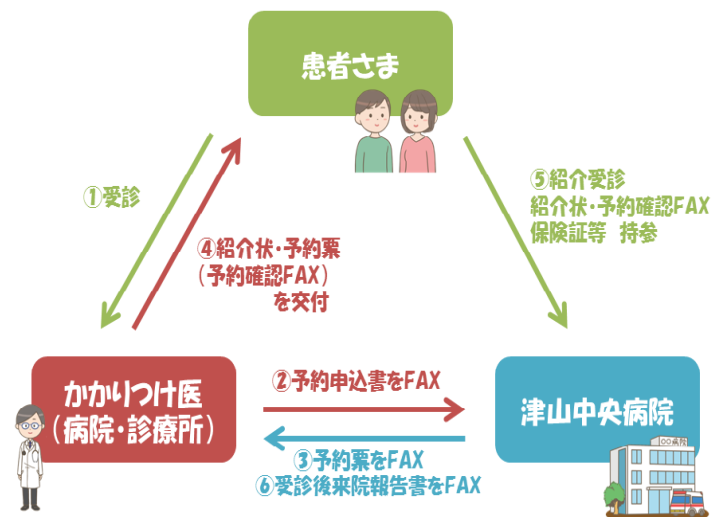 患者さま
①受診
④紹介状・予約票
(予約確認FAX)
を交付
⑤紹介受診
紹介状・予約確認FAX
保険証等 持参
かかりつけ医
(病院・診療所)
②予約申込書をFAX
③予約票をFAX
⑥受診後来院報告書をFAX
津山中央病院
〇〇病院